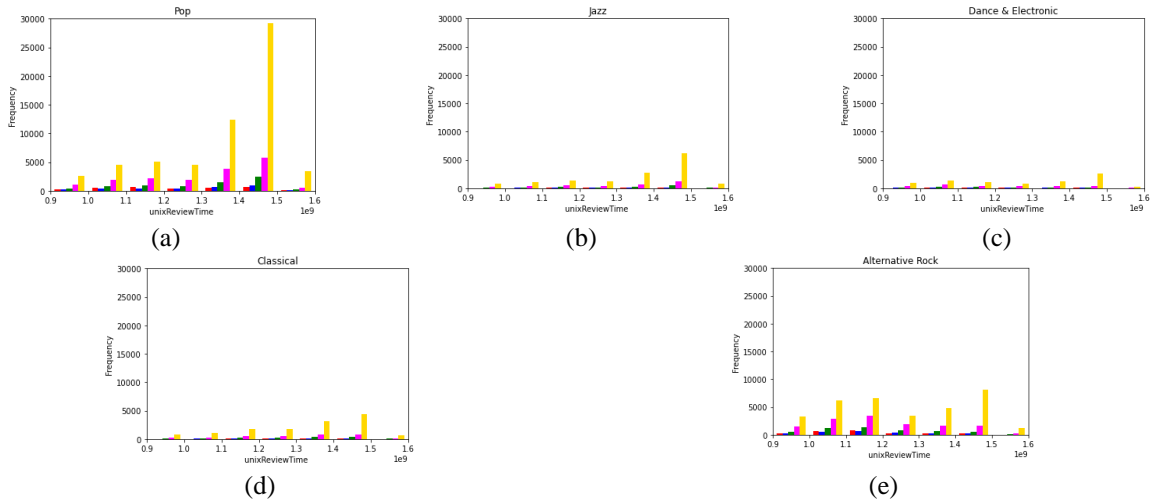 Pop
30000
25000
20000
15000
10000
5000
0
Frequency
0.9 1.0 1.1 1.2 1.3 1.4 1.5 1.6
1e9
unixReviewTime
(a)
Jazz
30000
25000
20000
15000
10000
5000
0
Frequency
0.9 1.0 1.1 1.2 1.3 1.4 1.5 1.6
1e9
unixReviewTime
(b)
Dance & Electronic
30000
25000
20000
15000
10000
5000
0
Frequency
0.9 1.0 1.1 1.2 1.3 1.4 1.5 1.6
1e9
unixReviewTime
(c)
Classical
30000
25000
20000
15000
10000
5000
0
Frequency
0.9 1.0 1.1 1.2 1.3 1.4 1.5 1.6
1e9
unixReviewTime
(d)
Alternative Rock
30000
25000
20000
15000
10000
5000
0
Frequency
0.9 1.0 1.1 1.2 1.3 1.4 1.5 1.6
1e9
unixReviewTime
(e)